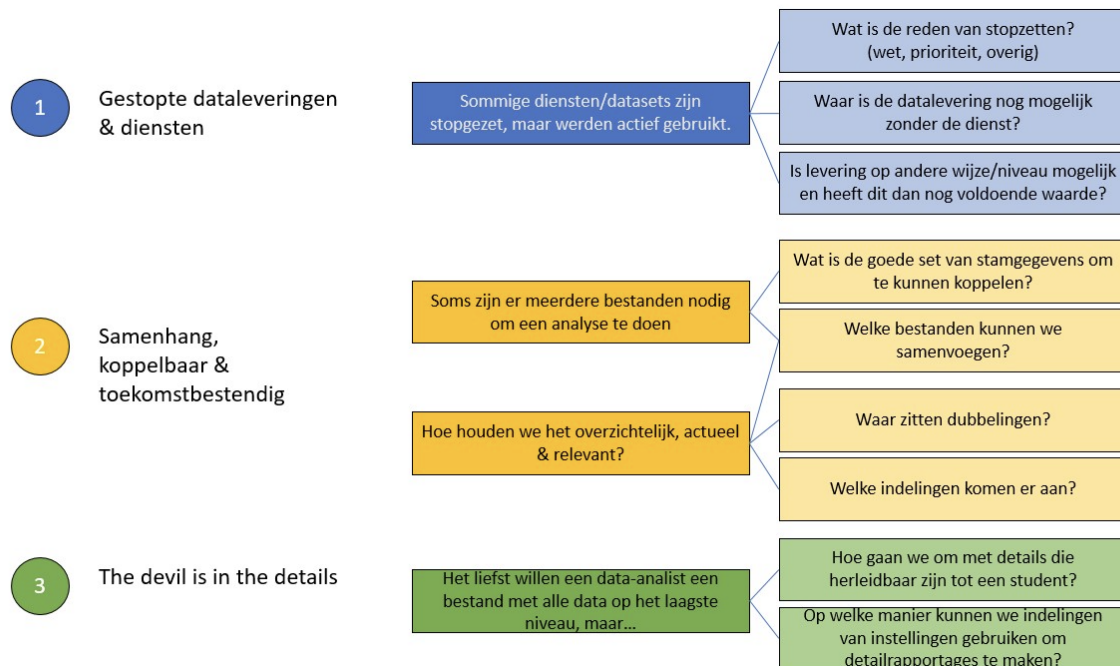 1
Gestopte dataleveringen
& diensten
Sommige diensten/datasets zijn
stopgezet, maar werden actief gebruikt.
Wat is de reden van stopzetten?
(wet, prioriteit, overig)
Waar is de datalevering nog mogelijk
zonder de dienst?
Is levering op andere wijze/niveau mogelijk
en heeft dit dan nog voldoende waarde?
2
Samenhang,
koppelbaar &
toekomstbestendig
Soms zijn er meerdere bestanden nodig
om een analyse te doen
Hoe houden we het overzichtelijk, actueel
& relevant?
Wat is de goede set van stamgegevens om
te kunnen koppelen?
Welke bestanden kunnen we
samenvoegen?
Waar zitten dubbelingen?
Welke indelingen komen er aan?
3
The devil is in the details
Het liefst willen een data-analist een
bestand met alle data op het laagste
niveau, maar...
Hoe gaan we om met details die
herleidbaar zijn tot een student?
Op welke manier kunnen we indelingen
van instellingen gebruiken om
detailrapportages te maken?